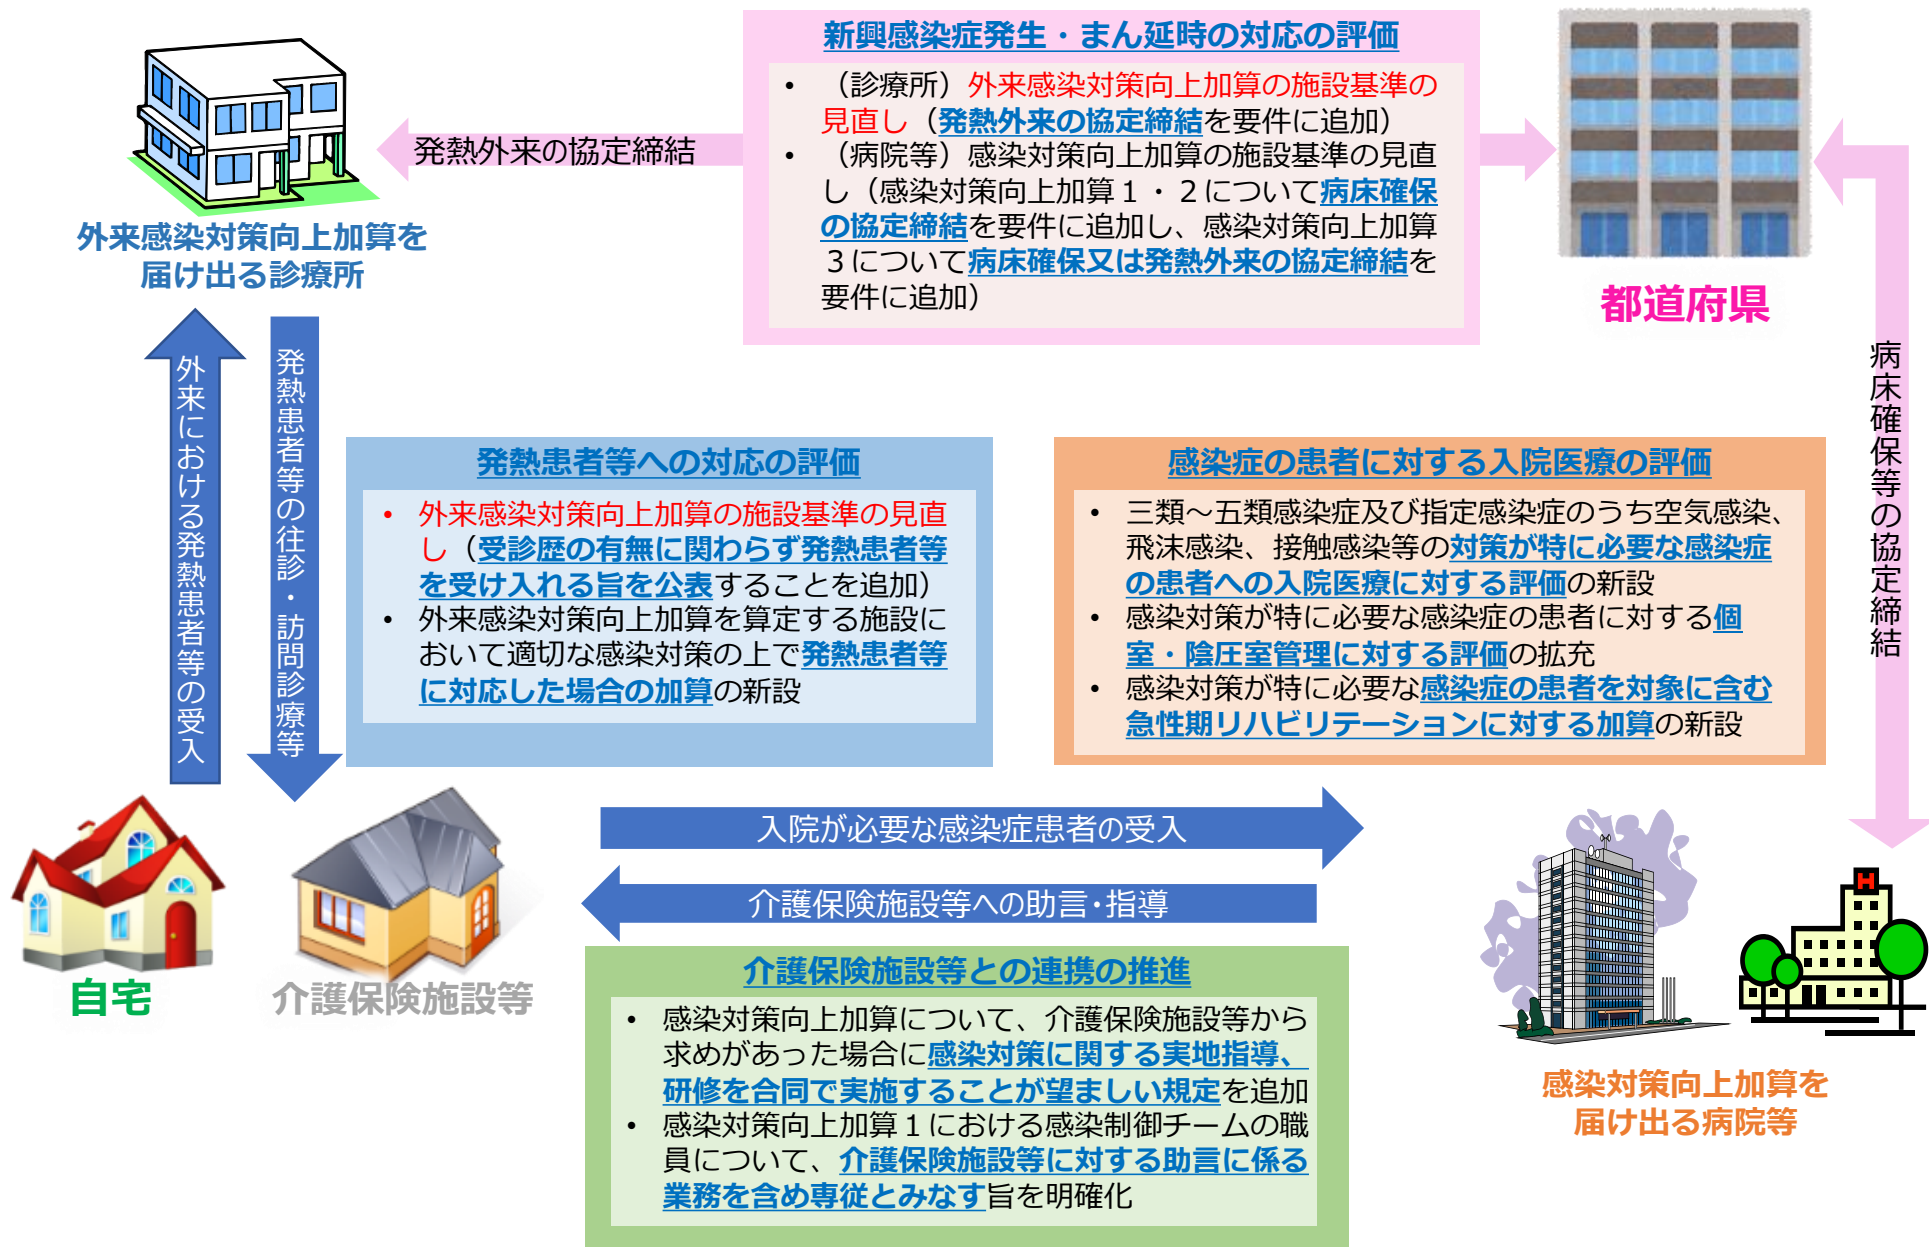 新興感染症発生・まん延時の対応の評価
• （診療所）外来感染対策向上加算の施設基準の
見直し（発熱外来の協定締結を要件に追加）
• （病院等）感染対策向上加算の施設基準の見直
し（感染対策向上加算１・２について病床確保
の協定締結を要件に追加し、感染対策向上加算
３について病床確保又は発熱外来の協定締結を
要件に追加）
発熱外来の協定締結
外来感染対策向上加算を
届け出る診療所
都道府県
病床確保等の協定締結
外来における発熱患者等の受入
発熱患者等の往診・訪問診療等
発熱患者等への対応の評価
• 外来感染対策向上加算の施設基準の見直
し（受診歴の有無に関わらず発熱患者等
を受け入れる旨を公表することを追加）
• 外来感染対策向上加算を算定する施設に
おいて適切な感染対策の上で発熱患者等
に対応した場合の加算の新設
感染症の患者に対する入院医療の評価
• 三類～五類感染症及び指定感染症のうち空気感染、
飛沫感染、接触感染等の対策が特に必要な感染症
の患者への入院医療に対する評価の新設
• 感染対策が特に必要な感染症の患者に対する個
室・陰圧室管理に対する評価の拡充
• 感染対策が特に必要な感染症の患者を対象に含む
急性期リハビリテーションに対する加算の新設
入院が必要な感染症患者の受入
介護保険施設等への助言・指導
自宅
介護保険施設等
介護保険施設等との連携の推進
• 感染対策向上加算について、介護保険施設等から
求めがあった場合に感染対策に関する実地指導、
研修を合同で実施することが望ましい規定を追加
• 感染対策向上加算１における感染制御チームの職
員について、介護保険施設等に対する助言に係る
業務を含め専従とみなす旨を明確化
H
感染対策向上加算を
届け出る病院等